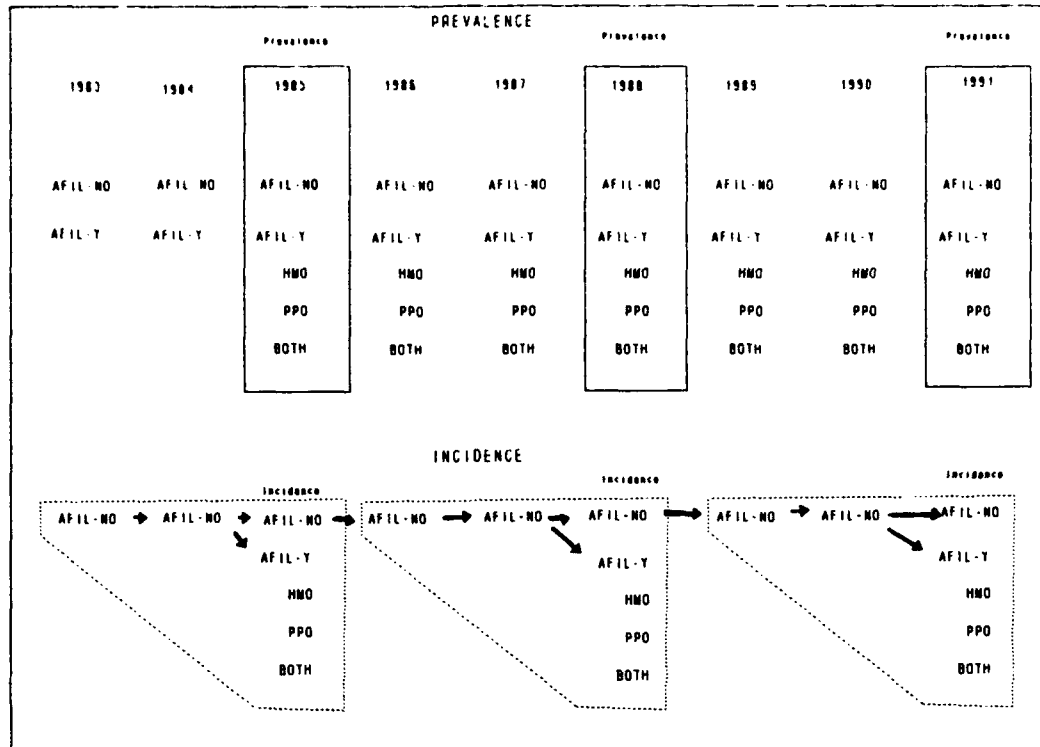 PREVALENCE
Prevalence Prevalence Prevalence
1983 1984 1985 1986 1987 1988 1989 1990 1991
AFIL-NO AFIL-NO AFIL-NO AFIL-NO AFIL-NO AFIL-NO AFIL-NO AFIL-NO AFIL-NO
AFIL-Y AFIL-Y AFIL-Y AFIL-Y AFIL-Y AFIL-Y AFIL-Y AFIL-Y AFIL-Y
HMO HMO HMO HMO HMO HMO HMO
PPO PPO PPO PPO PPO PPO PPO
BOTH BOTH BOTH BOTH BOTH BOTH BOTH
INCIDENCE
Incidence Incidence Incidence
AFIL-NO AFIL-NO AFIL-NO AFIL-NO AFIL-NO AFIL-NO AFIL-NO AFIL-NO AFIL-NO
AFIL-Y AFIL-Y AFIL-Y
HMO HMO HMO
PPO PPO PPO
BOTH BOTH BOTH